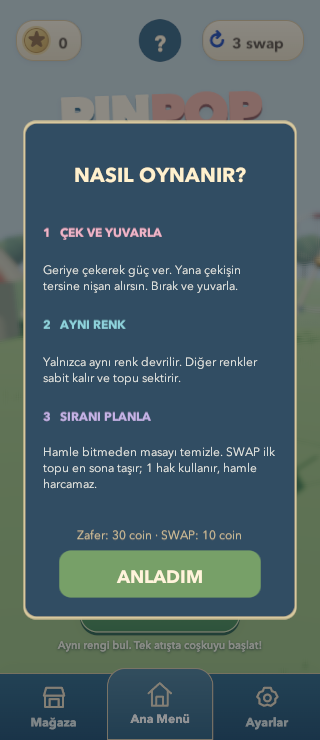 0
?
3 swap
PINPOP
NASIL OYNANIR?
1 ÇEK VE YUVARLA
Geriye çekerek güç ver. Yana çekişin
tersine nişan alırsın. Bırak ve yuvarla.
2 AYNI RENK
Yalnızca aynı renk devrilir. Diğer renkler
sabit kalır ve topu sektirir.
3 SIRANI PLANLA
Hamle bitmeden masayı temizle. SWAP ilk
topu en sona taşır; 1 hak kullanır, hamle
harcamaz.
Zafer: 30 coin · SWAP: 10 coin
ANLADIM
Aynı rengi bul. Tek atışta coşkuyu başlat!
Mağaza
Ana Menü
Ayarlar